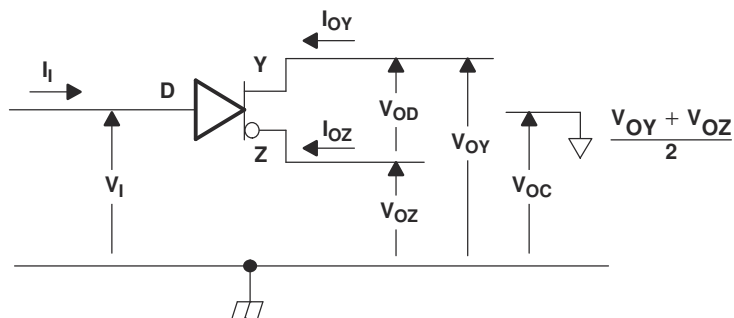 I_OY
I_I
D
Y
V_OD
I_OZ
Z
V_OY
V_OY + V_OZ
2
V_I
V_OZ
V_OC